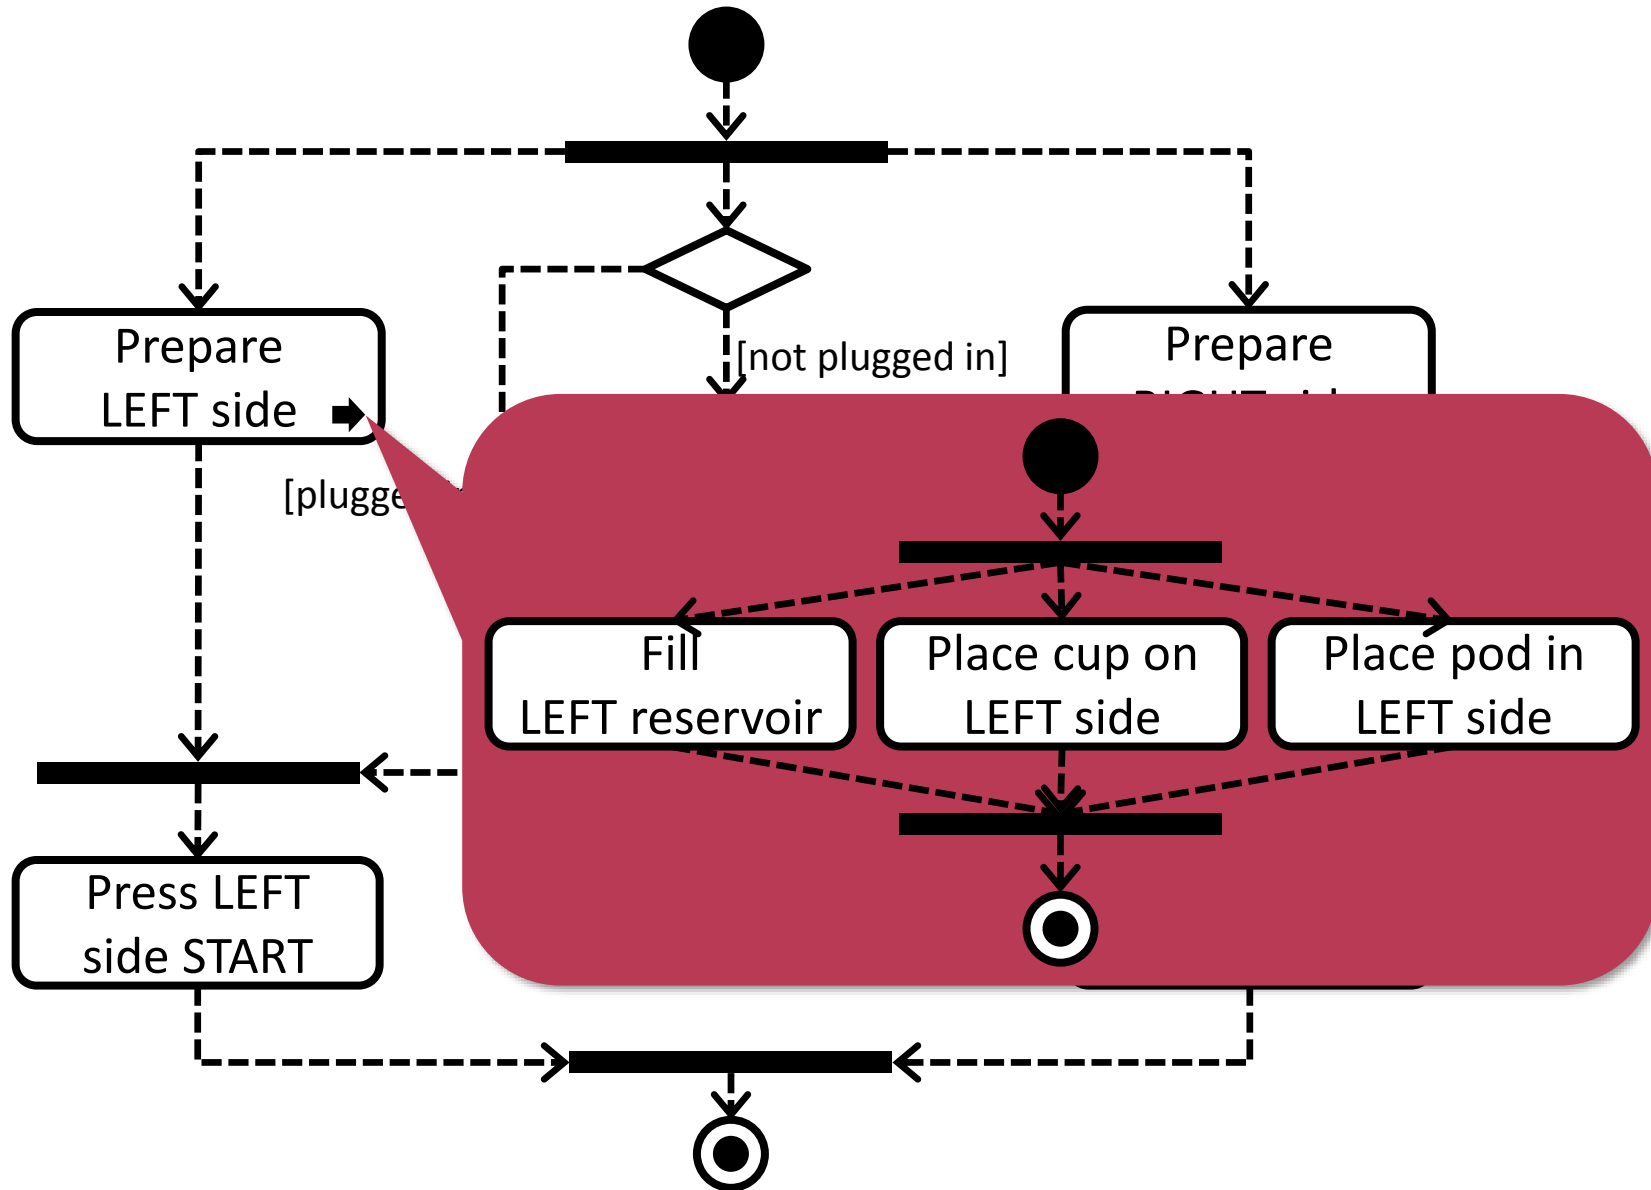 Prepare
LEFT side
[not plugged in]
Prepare
Fill
LEFT reservoir
Place cup on
LEFT side
Place pod in
LEFT side
Press LEFT
side START